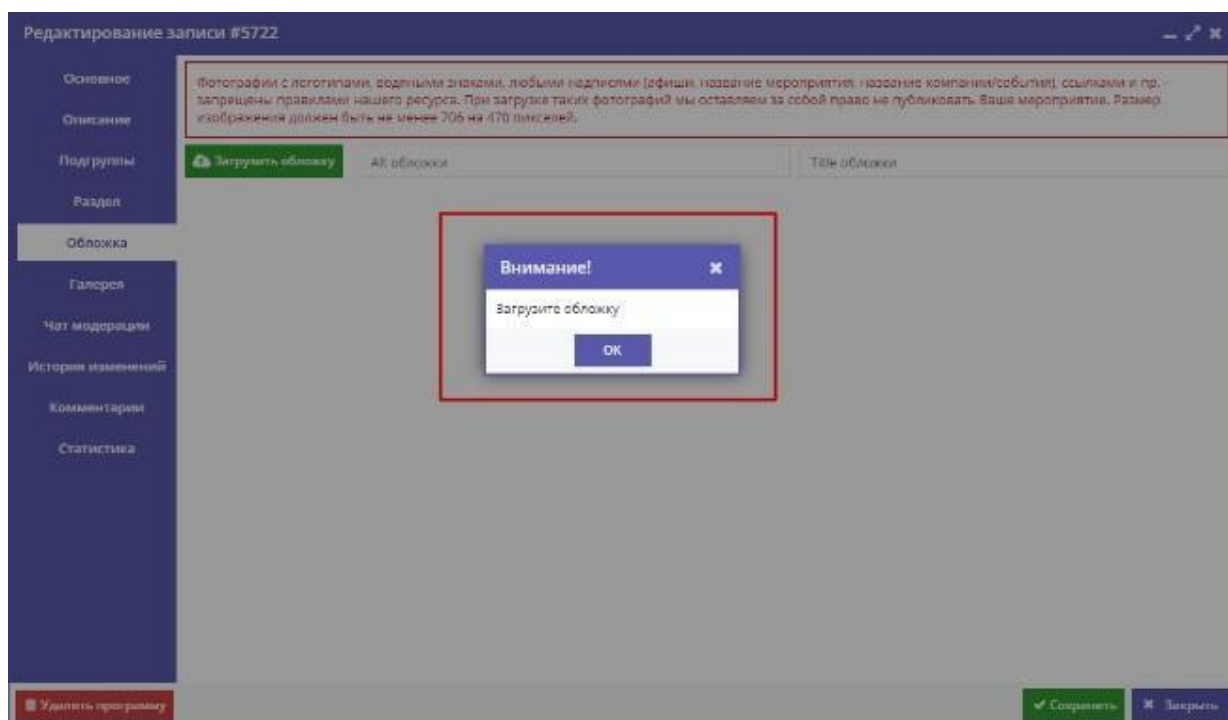 Редактирование записи #5722
Основное
Описание
Подгруппы
Раздел
Обложка
Галерея
Чат модерации
История изменений
Комментарии
Статистика
Фотографии с логотипами, водяными знаками, любыми надписями (афиши, название мероприятия, название компании/события), ссылками и пр. -
запрещены правилами нашего ресурса. При загрузке таких фотографий мы оставляем за собой право не публиковать Ваше мероприятие. Размер
изображения должен быть не менее 706 на 470 пикселей.
Загрузить обложку
Alt обложки
Title обложки
Внимание!
Загрузите обложку
ОК
Удалить программу
Сохранить
Закрыть